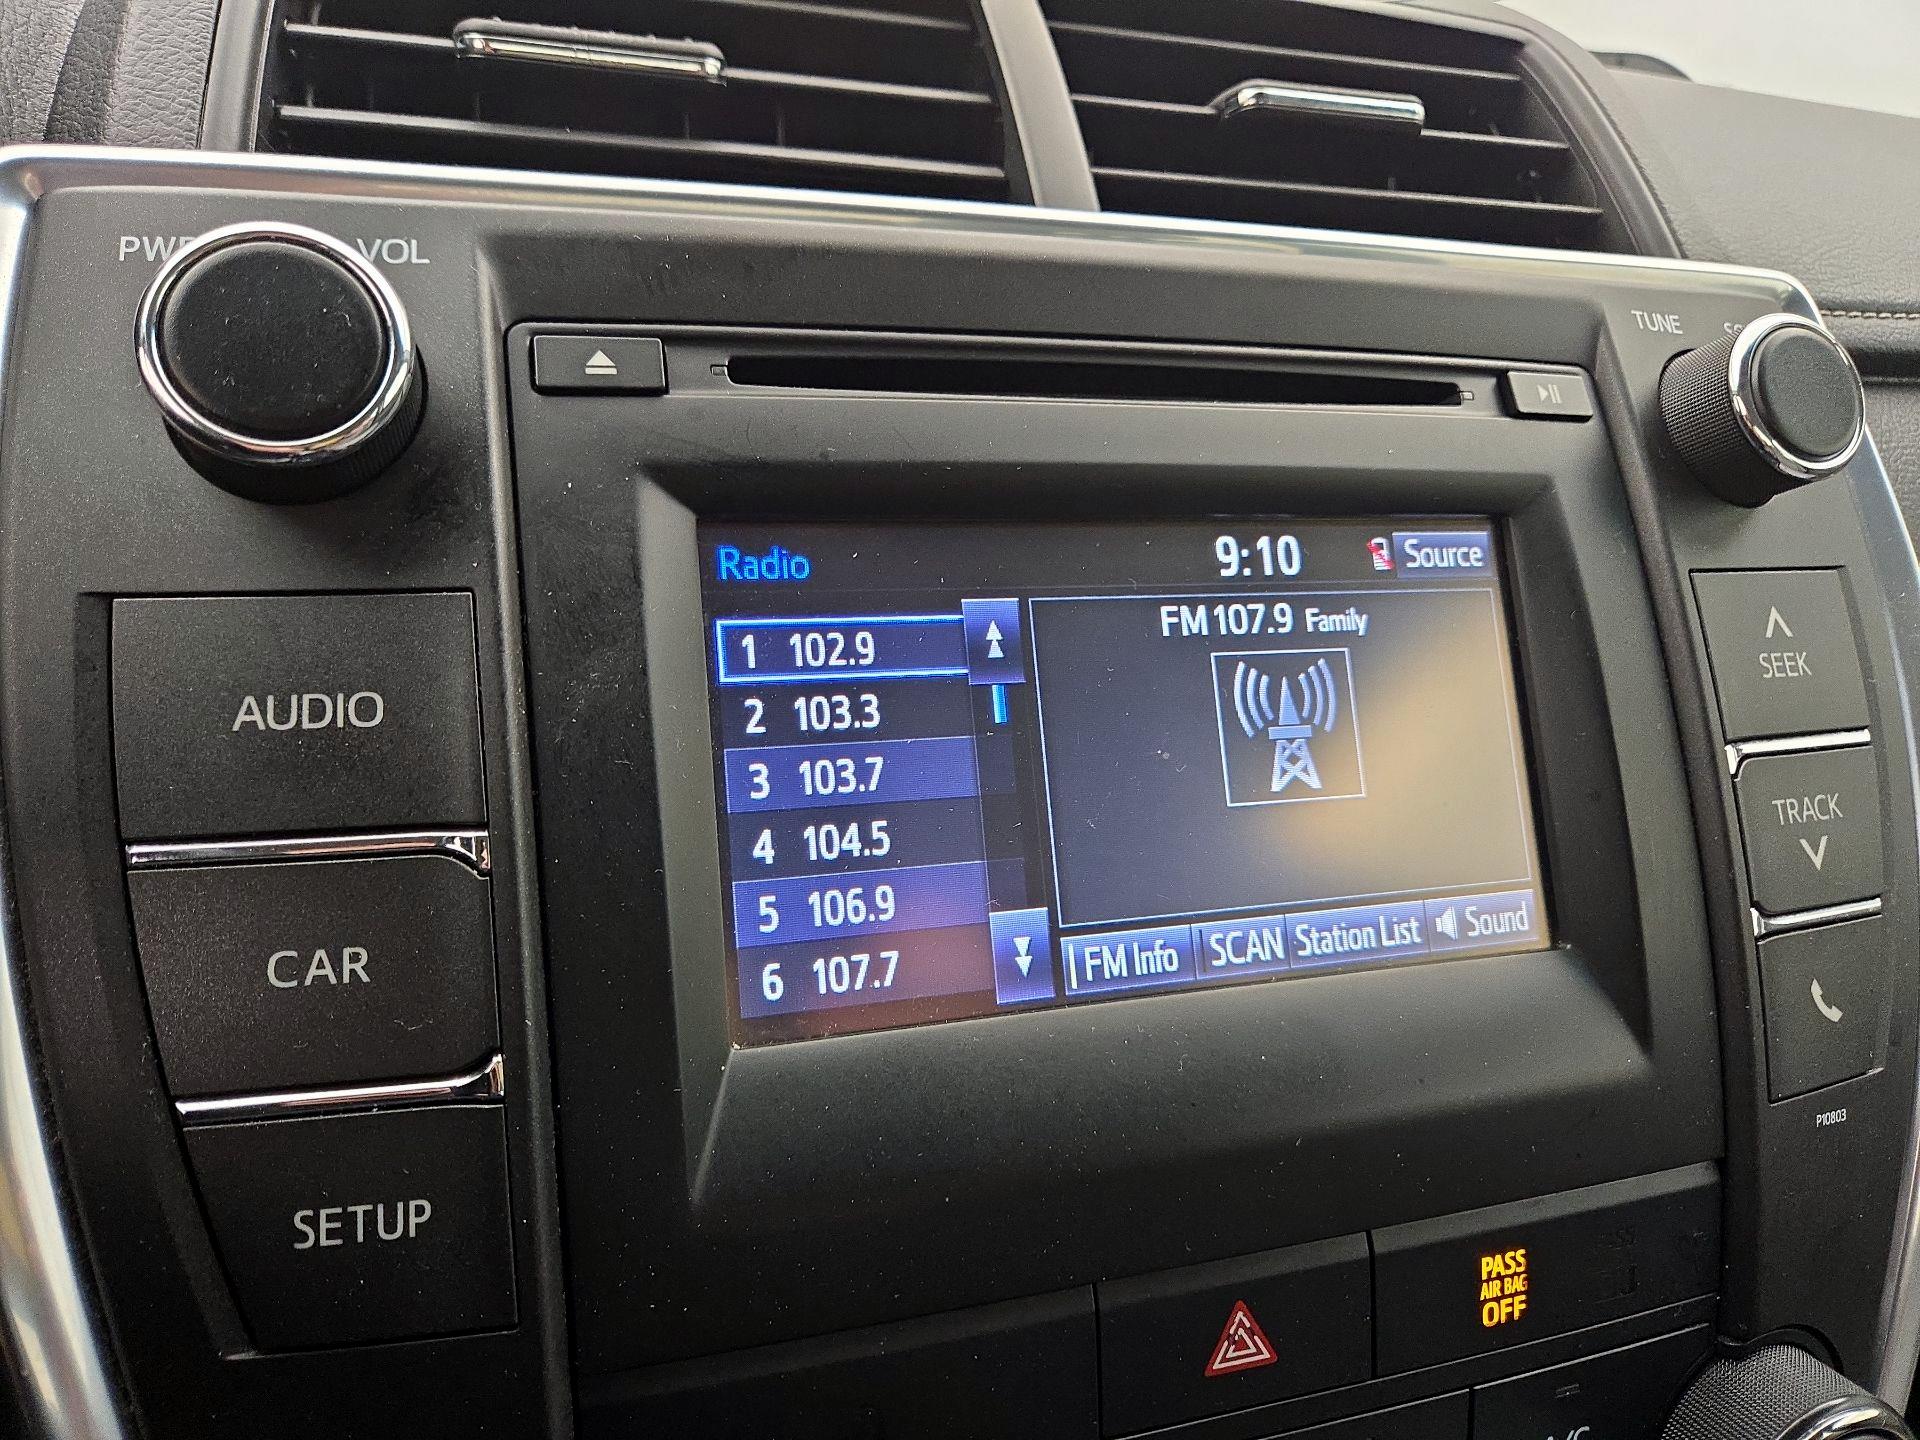 VOL
TUNE
Radio
9:10
Source
1 102.9
2 103.3
3 103.7
4 104.5
5 106.9
6 107.7
FM 107.9 Family
FM Info
SCAN
Station List
Sound
AUDIO
CAR
SETUP
SEEK
TRACK
P10803
PASS
AIR BAG
OFF